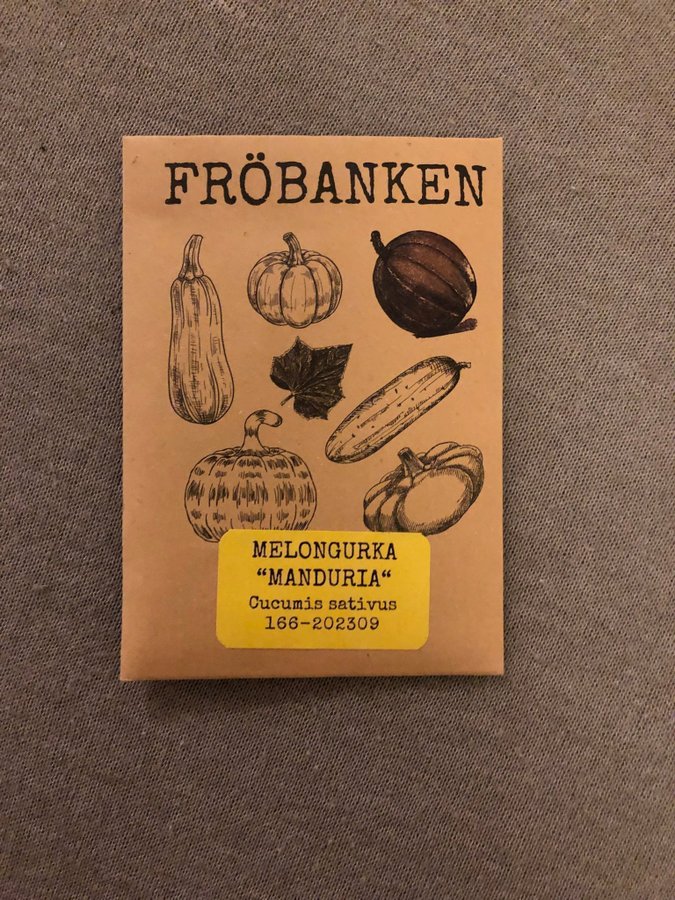 FRÖBANKEN
MELONGURKA
“MANDURIA“
Cucumis sativus
166-202309